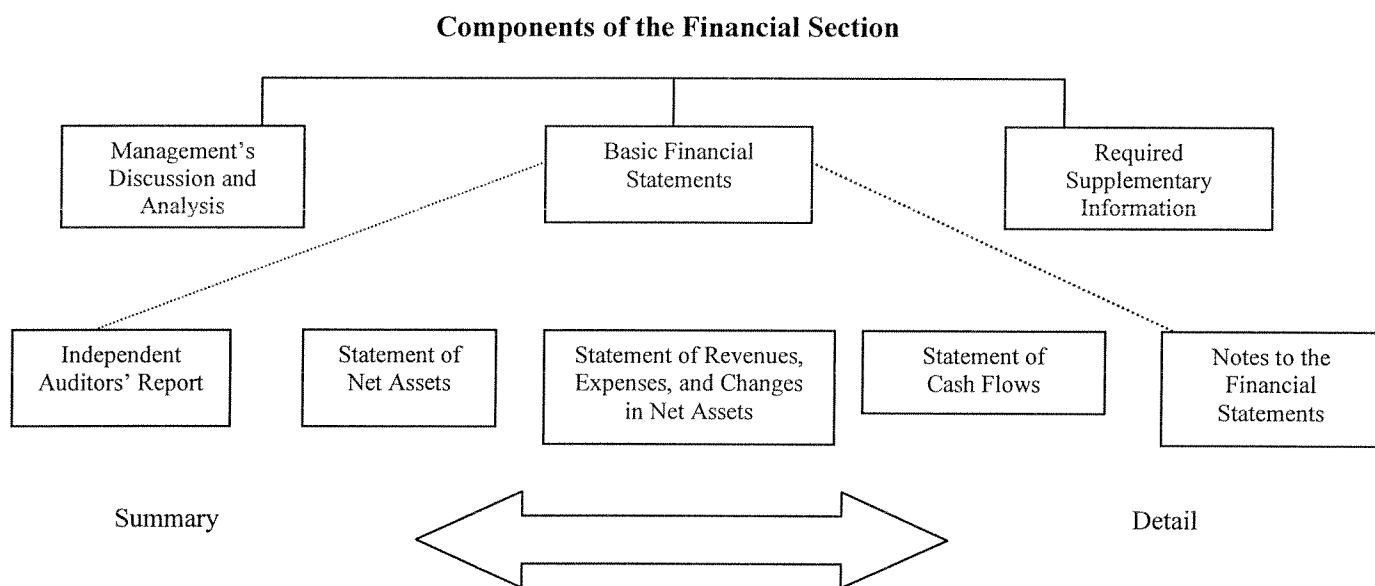 Components of the Financial Section
Management's
Discussion and
Analysis
Basic Financial
Statements
Required
Supplementary
Information
Independent
Auditors' Report
Statement of
Net Assets
Statement of Revenues,
Expenses, and Changes
in Net Assets
Statement of
Cash Flows
Notes to the
Financial
Statements
Summary
Detail